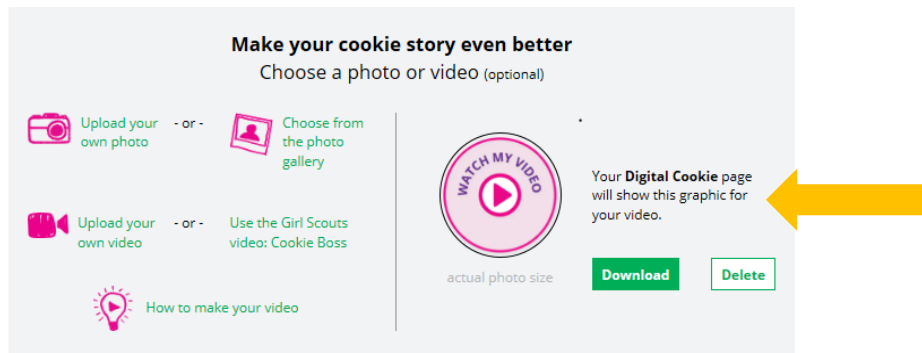 Make your cookie story even better
Choose a photo or video (optional)
Upload your
own photo
- or -
Choose from
the photo
gallery
Upload your
own video
- or -
Use the Girl Scouts
video: Cookie Boss
How to make your video
WATCH MY VIDEO
actual photo size
Your Digital Cookie page
will show this graphic for
your video.
Download
Delete